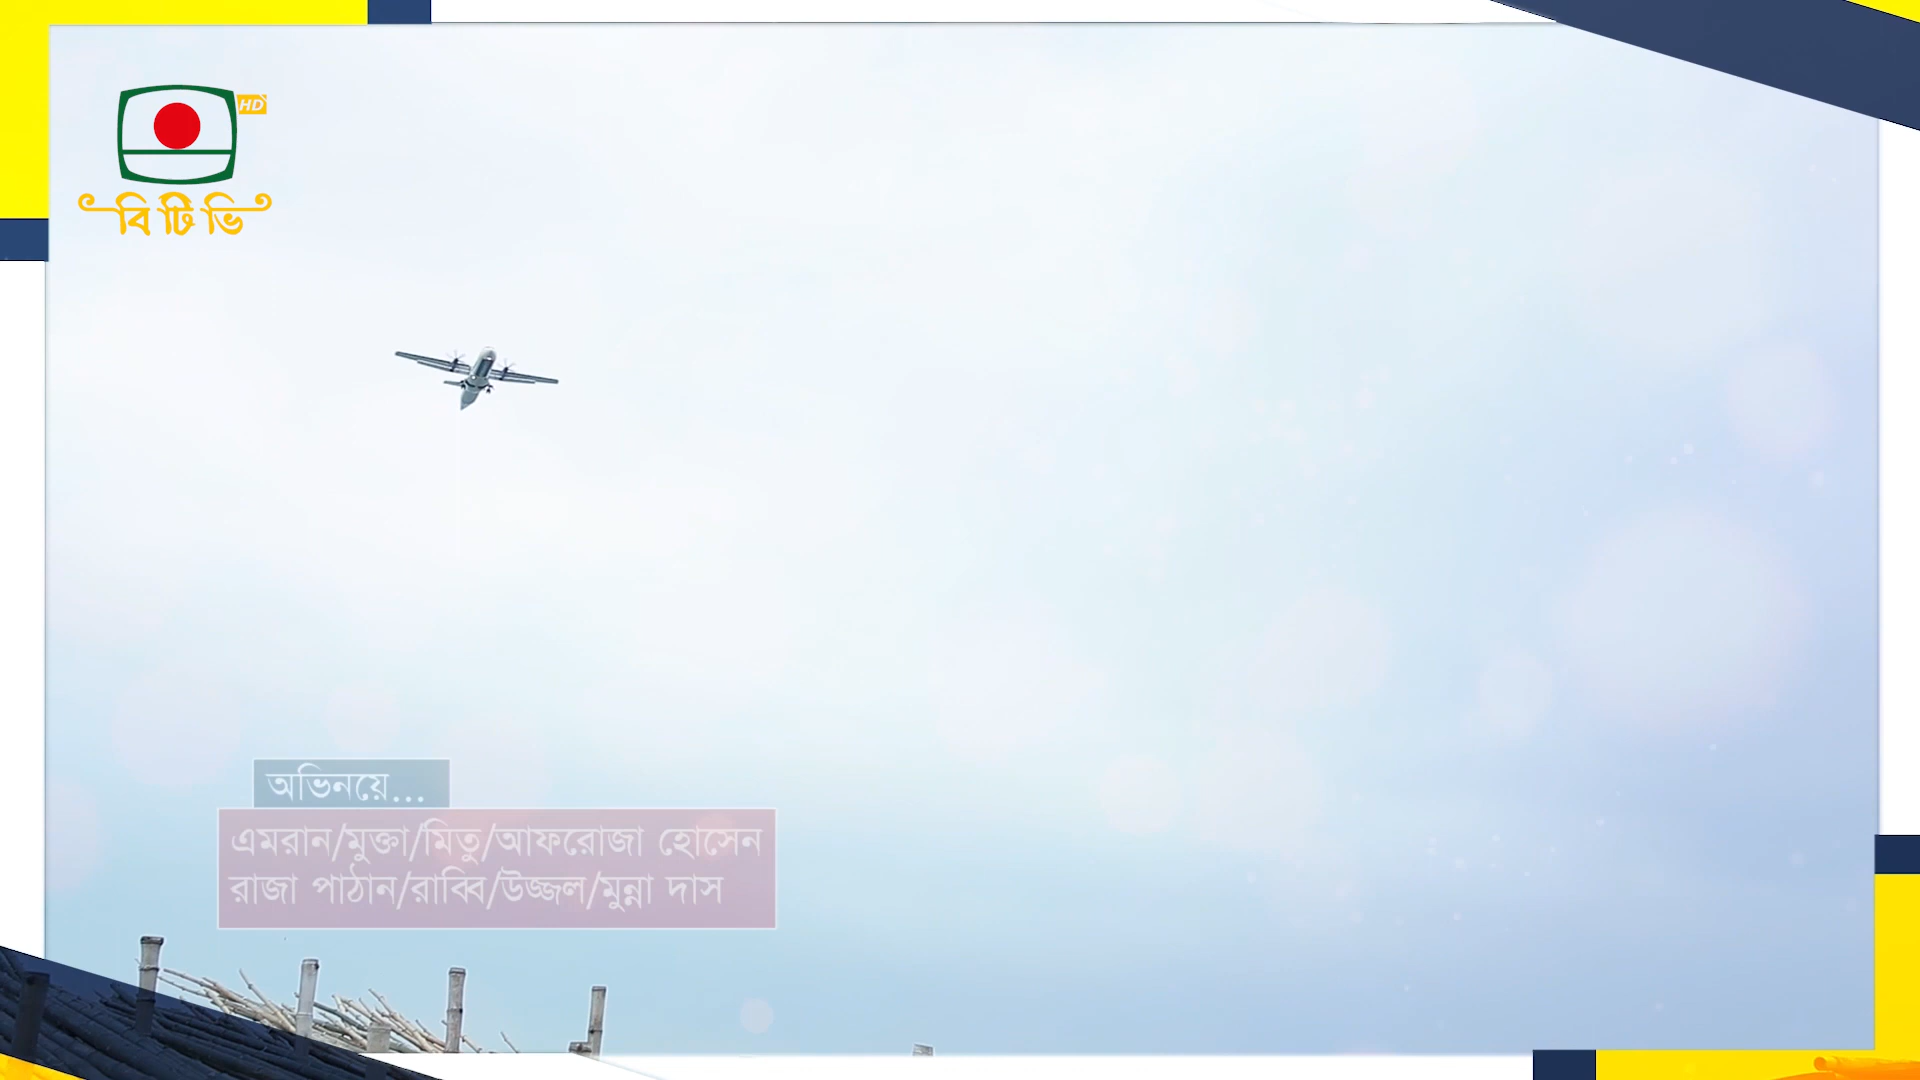 HD
বিটিভি
অভিনয়ে...
এমরান/মুক্তা/মিতু/আফরোজা হোসেন
রাজা পাঠান/রাব্বি/উজ্জল/মুন্না দাস